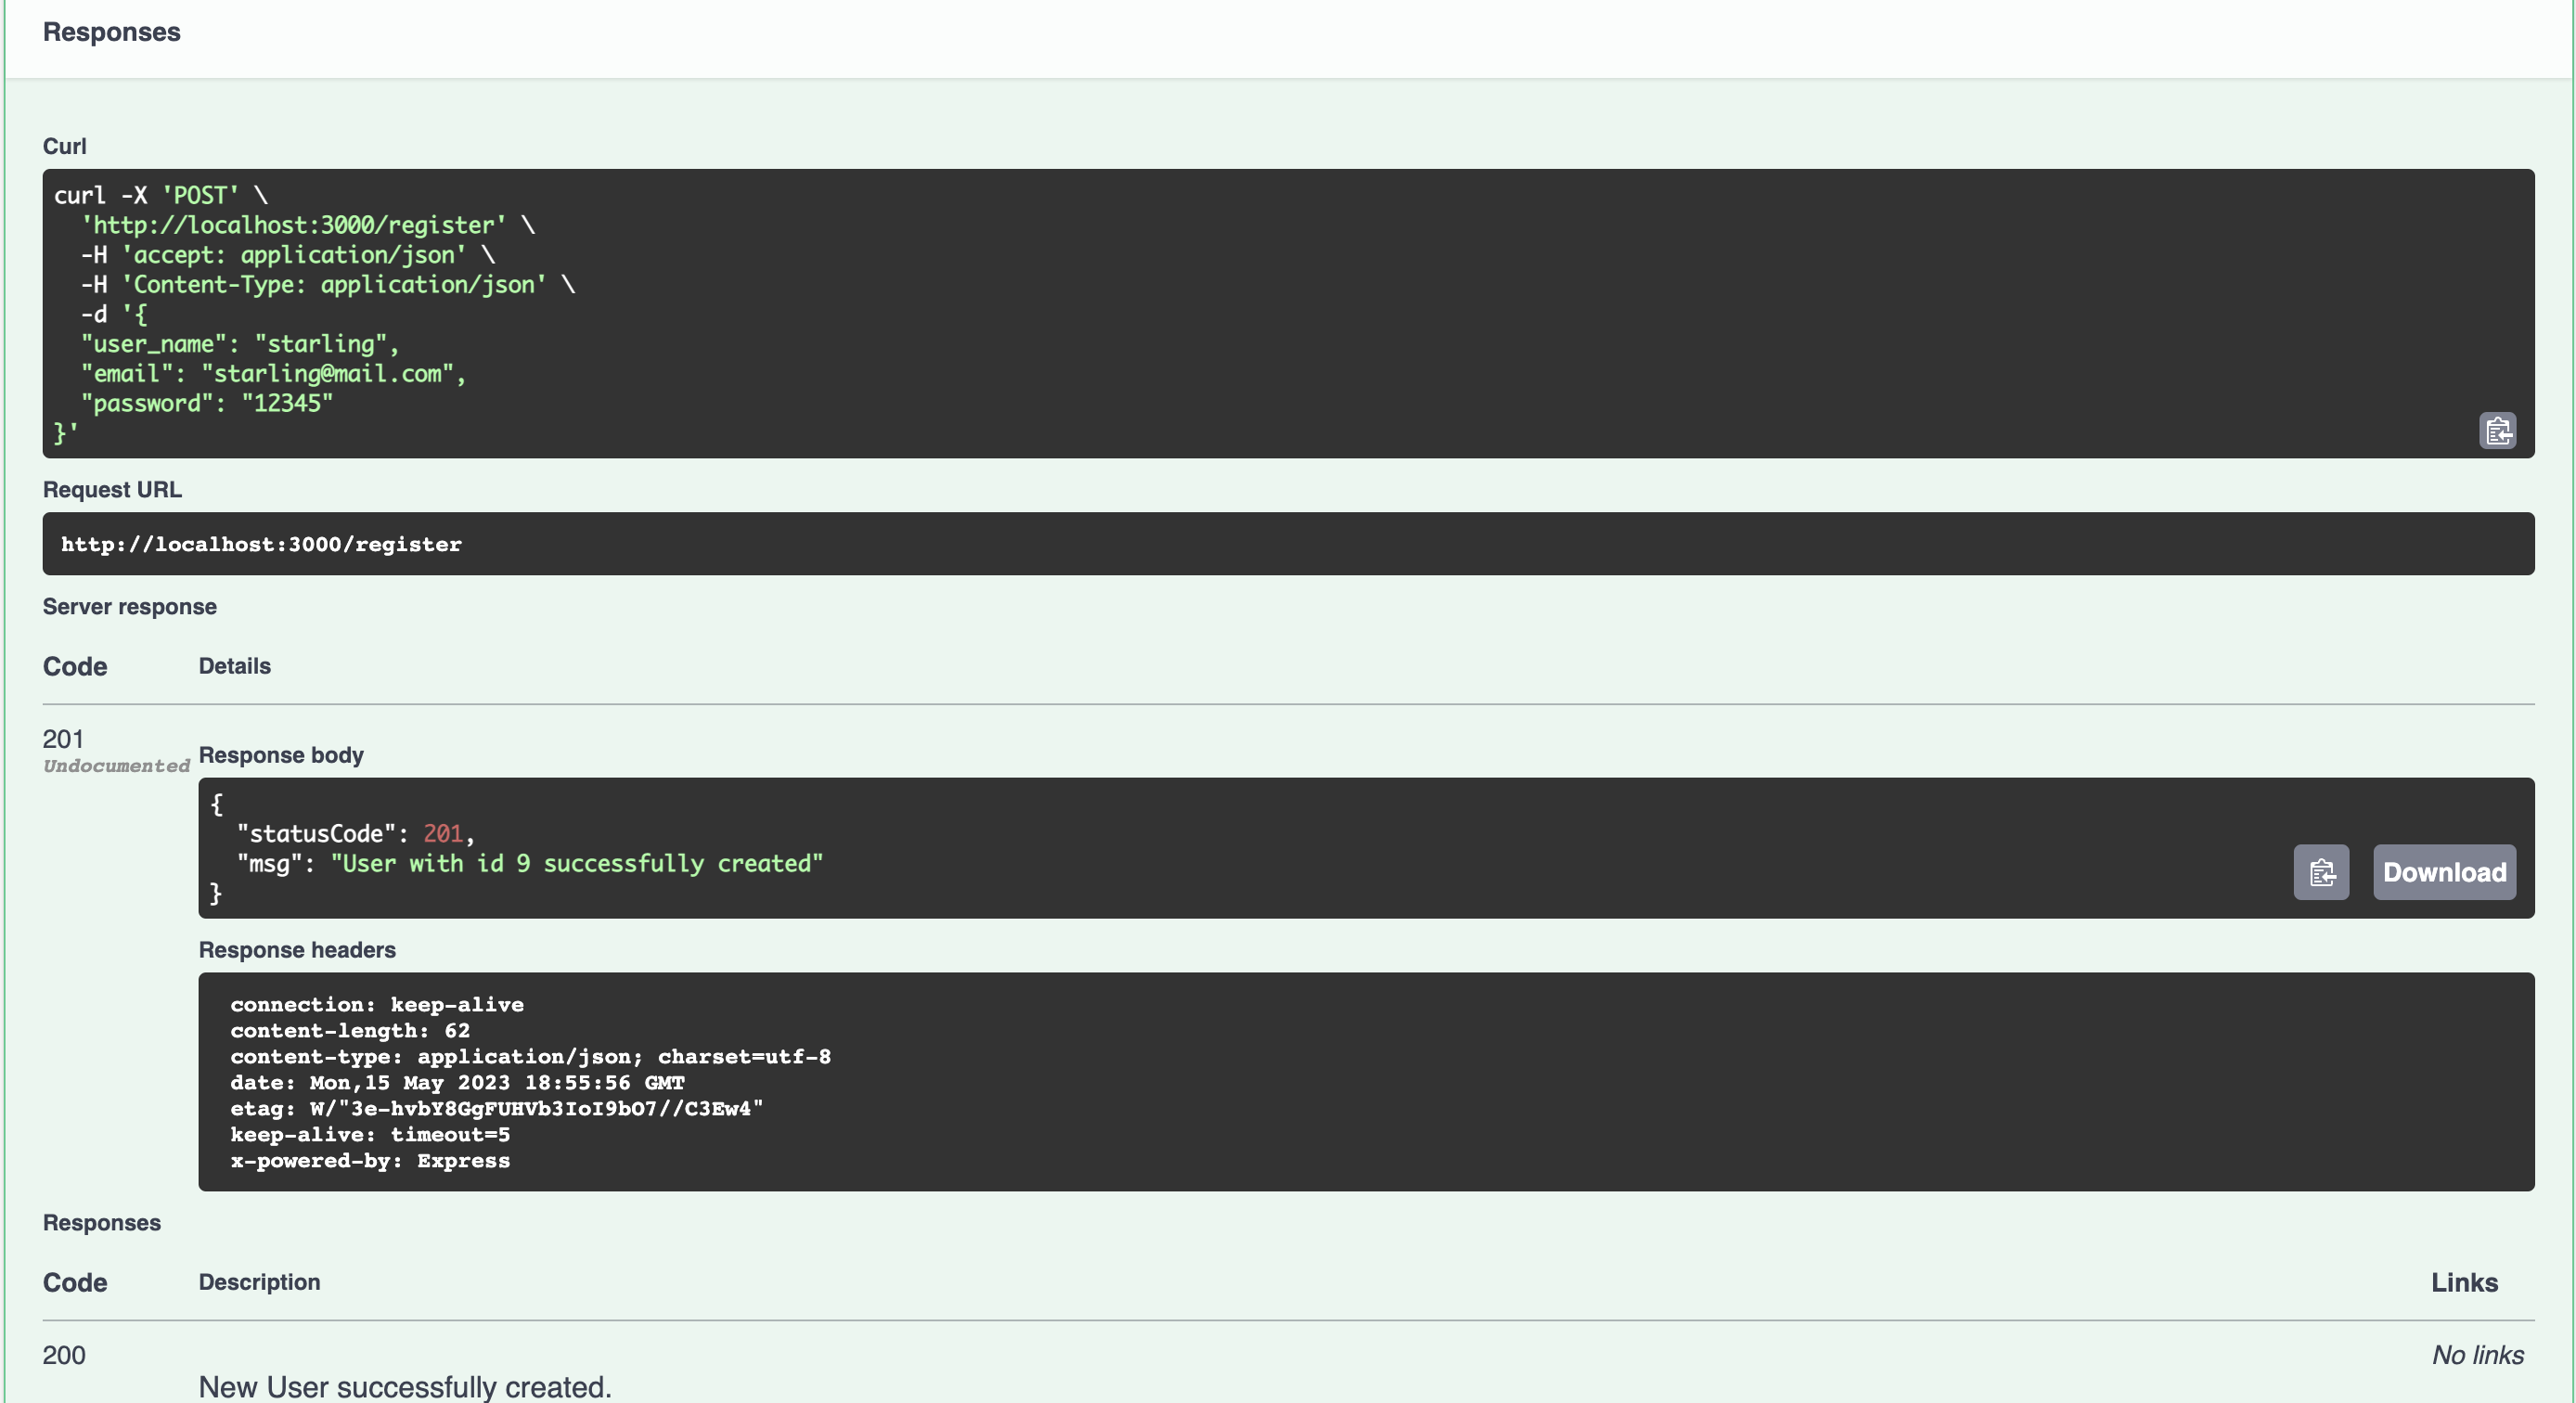 Responses
Curl
curl -X 'POST' \
  'http://localhost:3000/register' \
  -H 'accept: application/json' \
  -H 'Content-Type: application/json' \
  -d '{
  "user_name": "starling",
  "email": "starling@mail.com",
  "password": "12345"
}'
Request URL
http://localhost:3000/register
Server response
Code Details
201
Undocumented
Response body
{
  "statusCode": 201,
  "msg": "User with id 9 successfully created"
}
Download
Response headers
connection: keep-alive
content-length: 62
content-type: application/json; charset=utf-8
date: Mon,15 May 2023 18:55:56 GMT
etag: W/"3e-hvbY8GgFUHVb3IoI9bO7//C3Ew4"
keep-alive: timeout=5
x-powered-by: Express
Responses
Code Description Links
200 No links
New User successfully created.